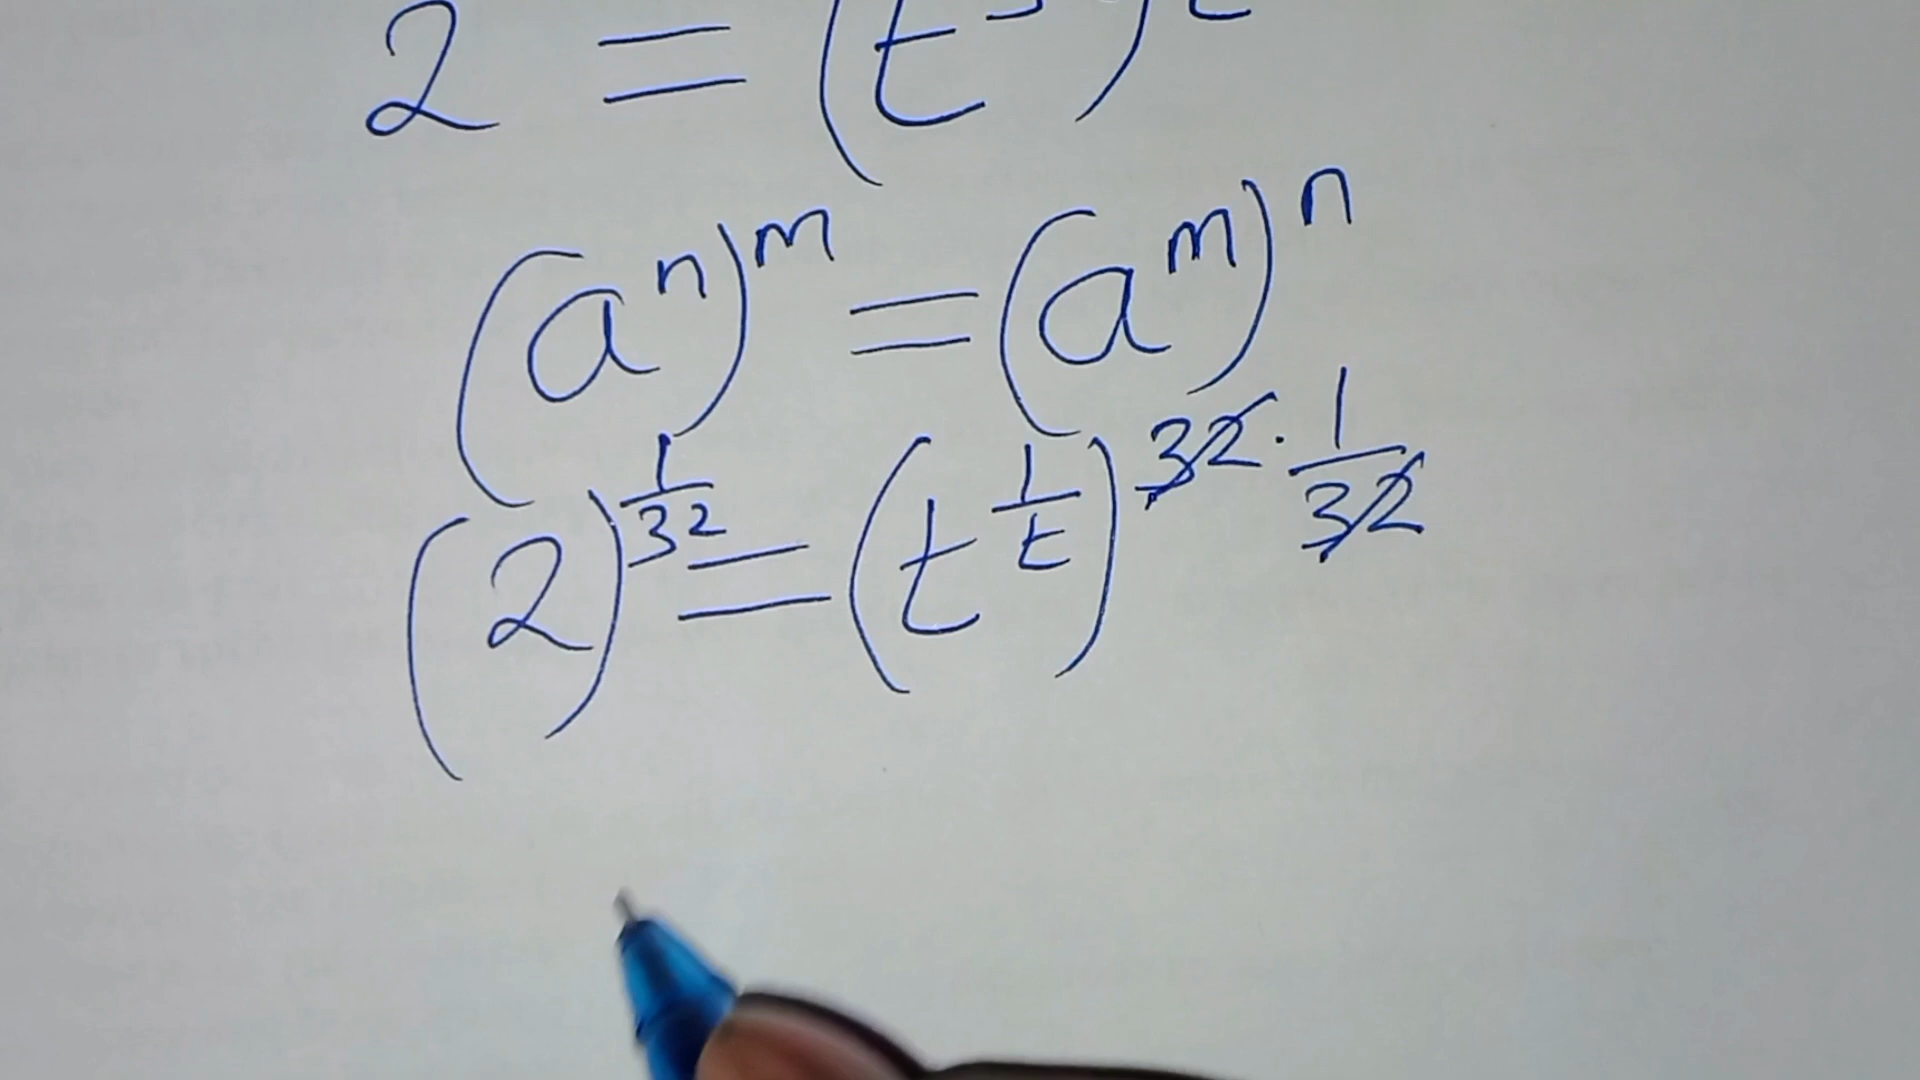 2 = (t
(a^n)^m = (a^m)^n
(2)^{1/32} = (t^{1/t})^{32 · 1/32}